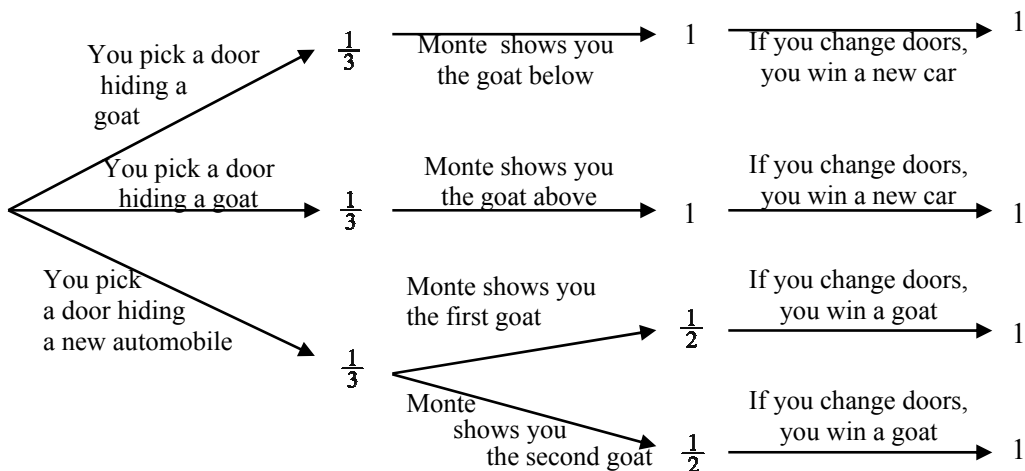 You pick a door
hiding a
goat
1/3
Monte shows you
the goat below
1
If you change doors,
you win a new car
1
You pick a door
hiding a goat
1/3
Monte shows you
the goat above
1
If you change doors,
you win a new car
1
You pick
a door hiding
a new automobile
1/3
Monte shows you
the first goat
1/2
If you change doors,
you win a goat
1
Monte
shows you
the second goat
1/2
If you change doors,
you win a goat
1